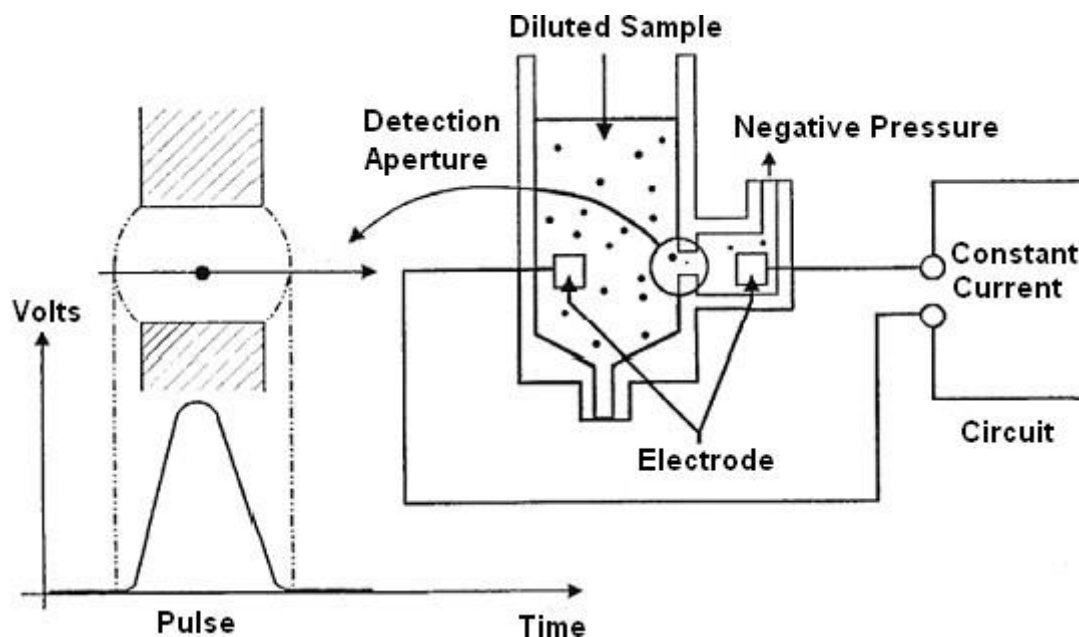 Diluted Sample
Detection
Aperture
Negative Pressure
Constant
Current
Volts
Electrode
Circuit
Pulse
Time